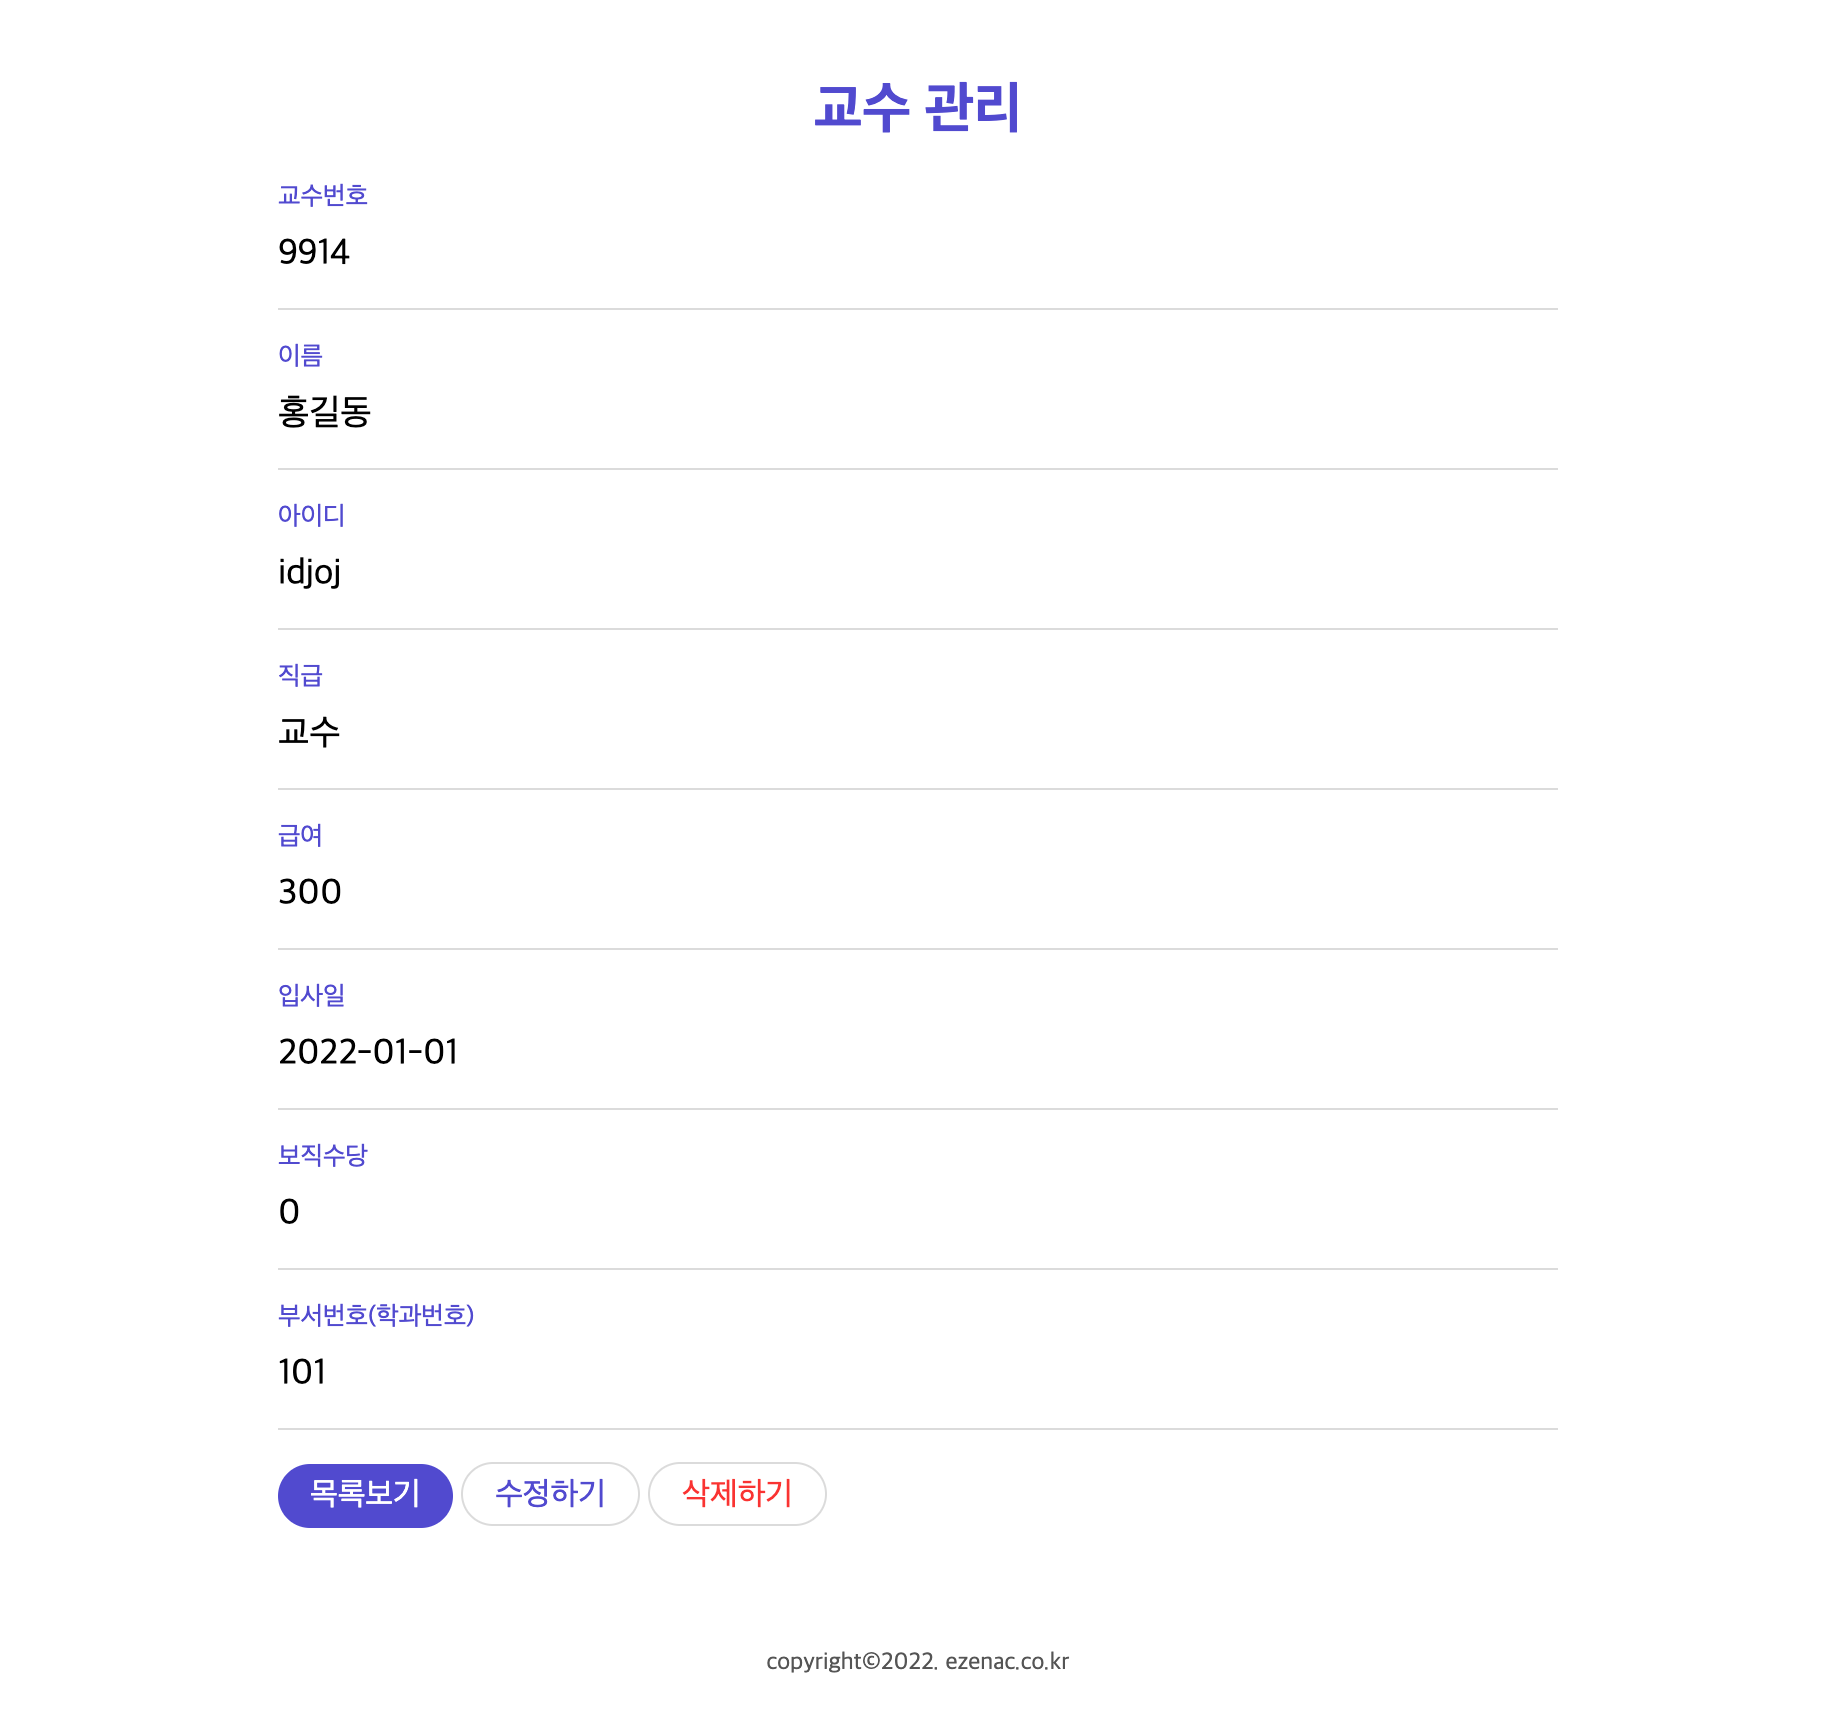 교수 관리
교수번호
9914
이름
홍길동
아이디
idjoj
직급
교수
급여
300
입사일
2022-01-01
보직수당
0
부서번호(학과번호)
101
목록보기 수정하기 삭제하기
copyright©2022. ezenac.co.kr